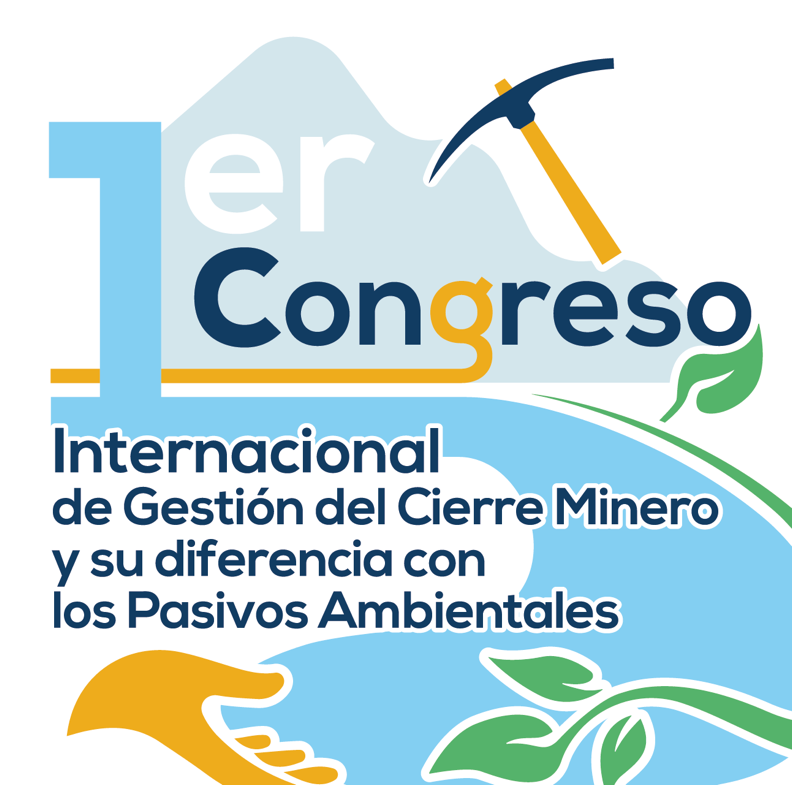 1er
Congreso
Internacional
de Gestión del Cierre Minero
y su diferencia con
los Pasivos Ambientales